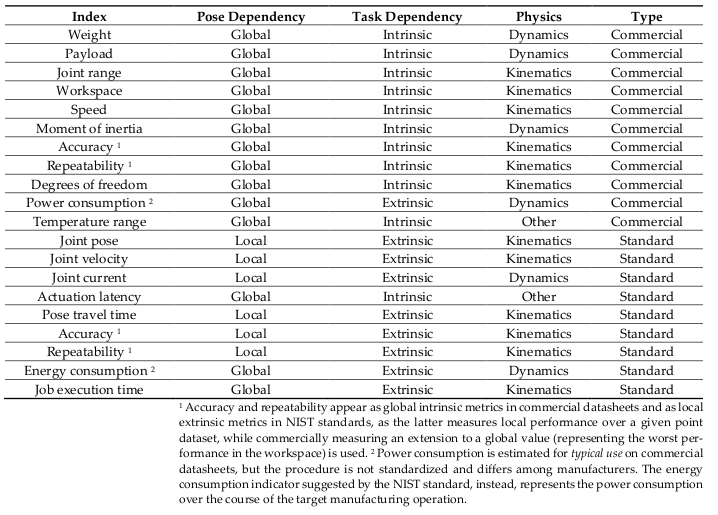 Index Pose Dependency Task Dependency Physics Type
Weight Global Intrinsic Dynamics Commercial
Payload Global Intrinsic Dynamics Commercial
Joint range Global Intrinsic Kinematics Commercial
Workspace Global Intrinsic Kinematics Commercial
Speed Global Intrinsic Kinematics Commercial
Moment of inertia Global Intrinsic Dynamics Commercial
Accuracy ¹ Global Intrinsic Kinematics Commercial
Repeatability ¹ Global Intrinsic Kinematics Commercial
Degrees of freedom Global Intrinsic Kinematics Commercial
Power consumption ² Global Extrinsic Dynamics Commercial
Temperature range Global Intrinsic Other Commercial
Joint pose Local Extrinsic Kinematics Standard
Joint velocity Local Extrinsic Kinematics Standard
Joint current Local Extrinsic Dynamics Standard
Actuation latency Global Intrinsic Other Standard
Pose travel time Local Extrinsic Kinematics Standard
Accuracy ¹ Local Extrinsic Kinematics Standard
Repeatability ¹ Local Extrinsic Kinematics Standard
Energy consumption ² Global Extrinsic Dynamics Standard
Job execution time Global Extrinsic Kinematics Standard
¹ Accuracy and repeatability appear as global intrinsic metrics in commercial datasheets and as local
extrinsic metrics in NIST standards, as the latter measures local performance over a given point
dataset, while commercially measuring an extension to a global value (representing the worst per-
formance in the workspace) is used. ² Power consumption is estimated for typical use on commercial
datasheets, but the procedure is not standardized and differs among manufacturers. The energy
consumption indicator suggested by the NIST standard, instead, represents the power consumption
over the course of the target manufacturing operation.